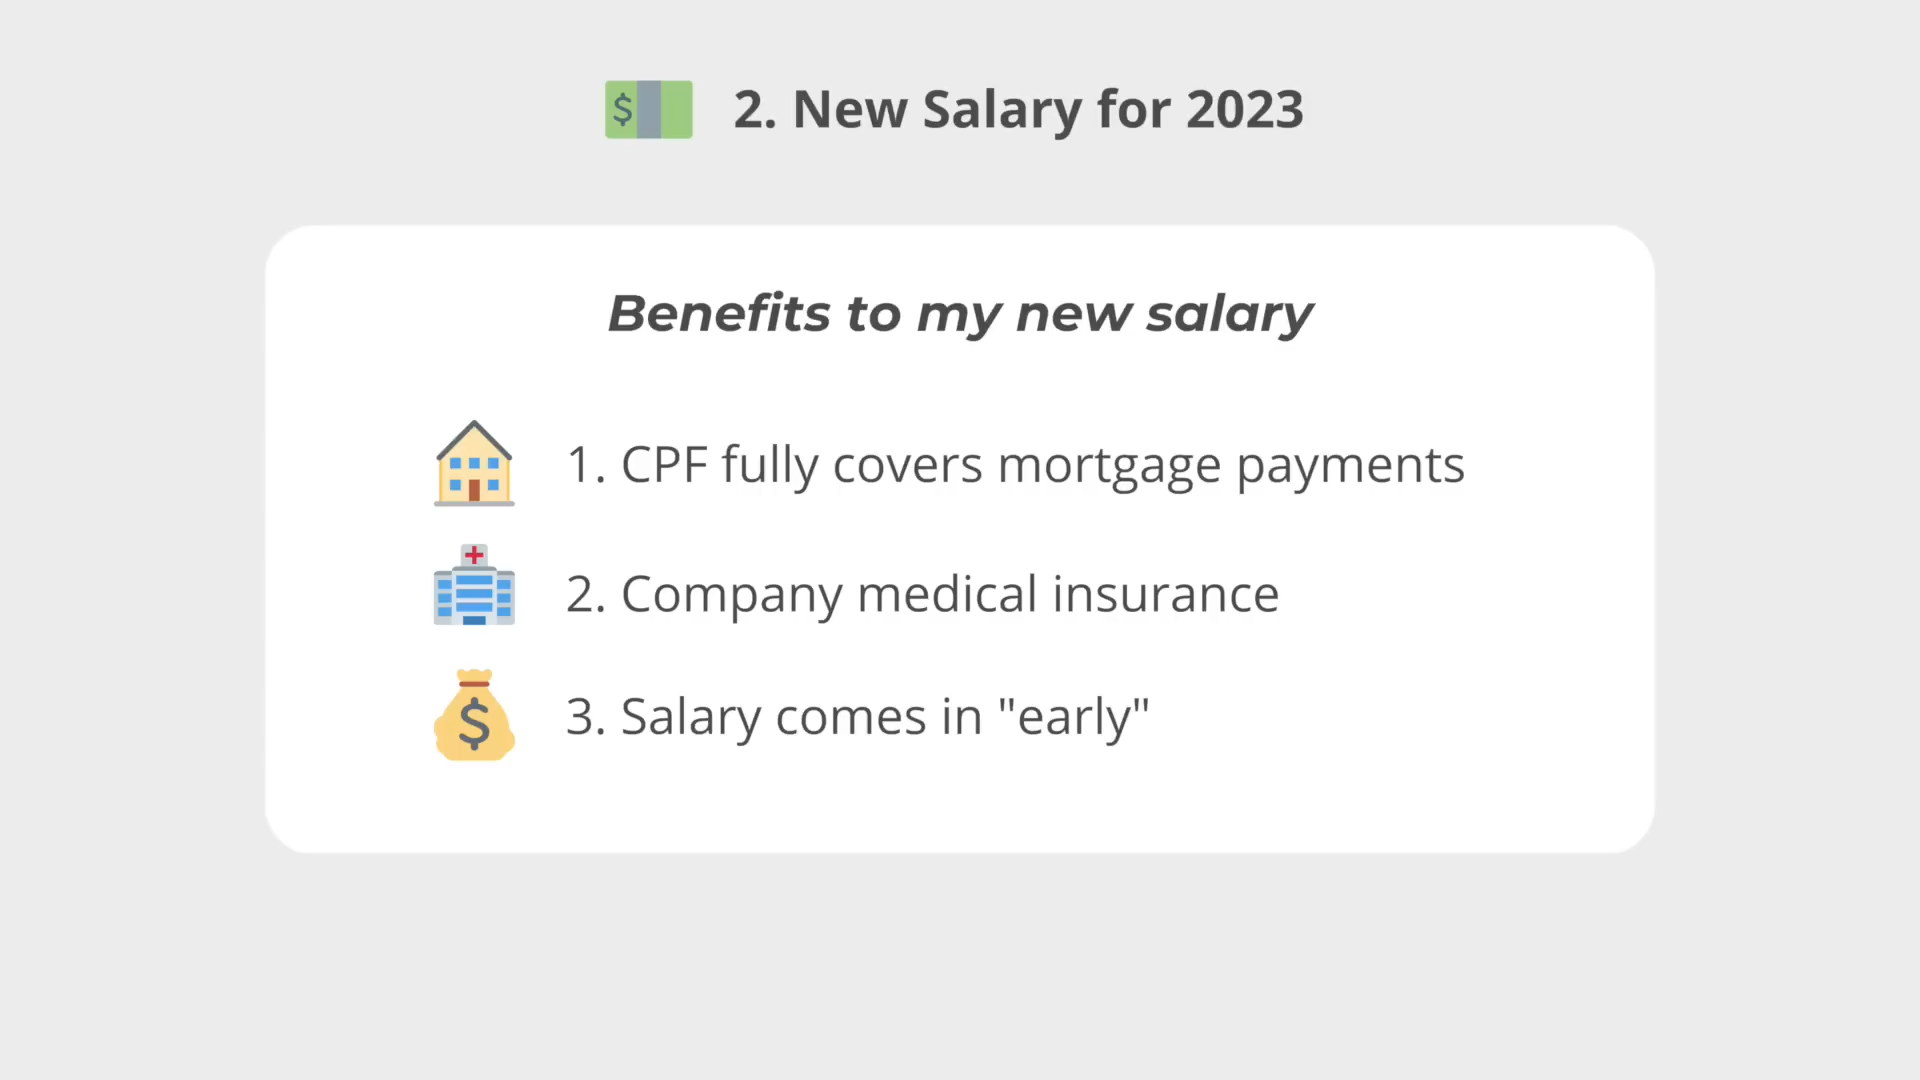 2. New Salary for 2023
Benefits to my new salary
1. CPF fully covers mortgage payments
2. Company medical insurance
3. Salary comes in "early"